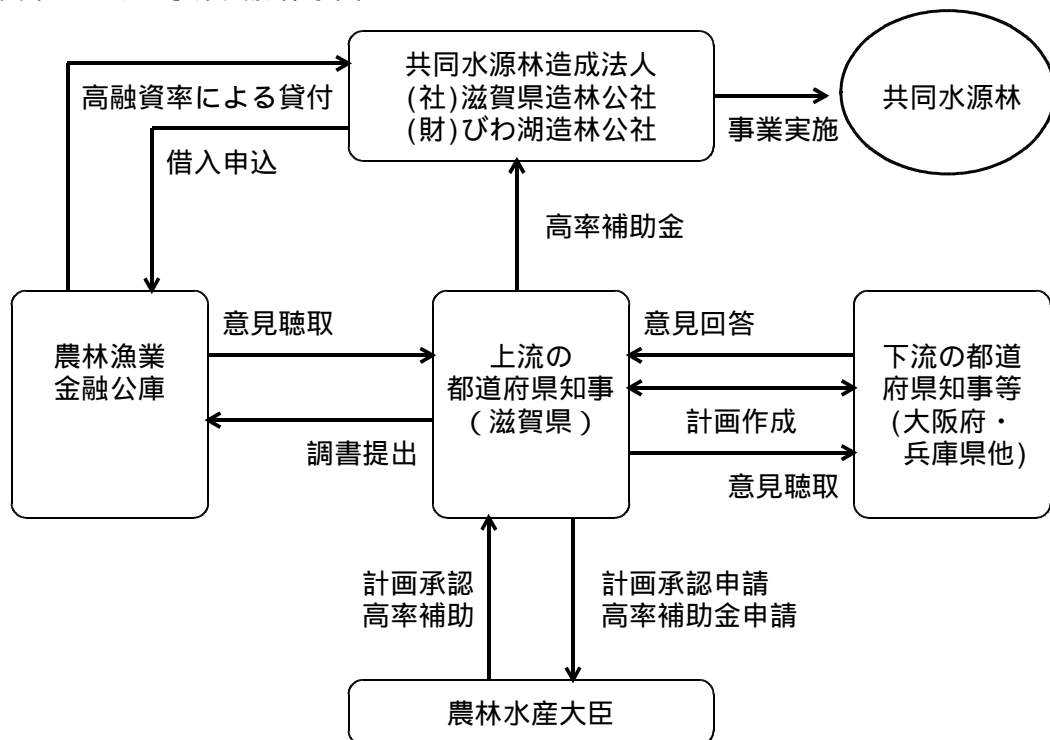 共同水源林造成法人
(社)滋賀県造林公社
(財)びわ湖造林公社
高融資率による貸付
借入申込
事業実施
共同水源林
高率補助金
農林漁業
金融公庫
意見聴取
調書提出
上流の
都道府県知事
(滋賀県)
意見回答
計画作成
意見聴取
下流の都道
府県知事等
(大阪府・
兵庫県他)
計画承認
高率補助
計画承認申請
高率補助金申請
農林水産大臣